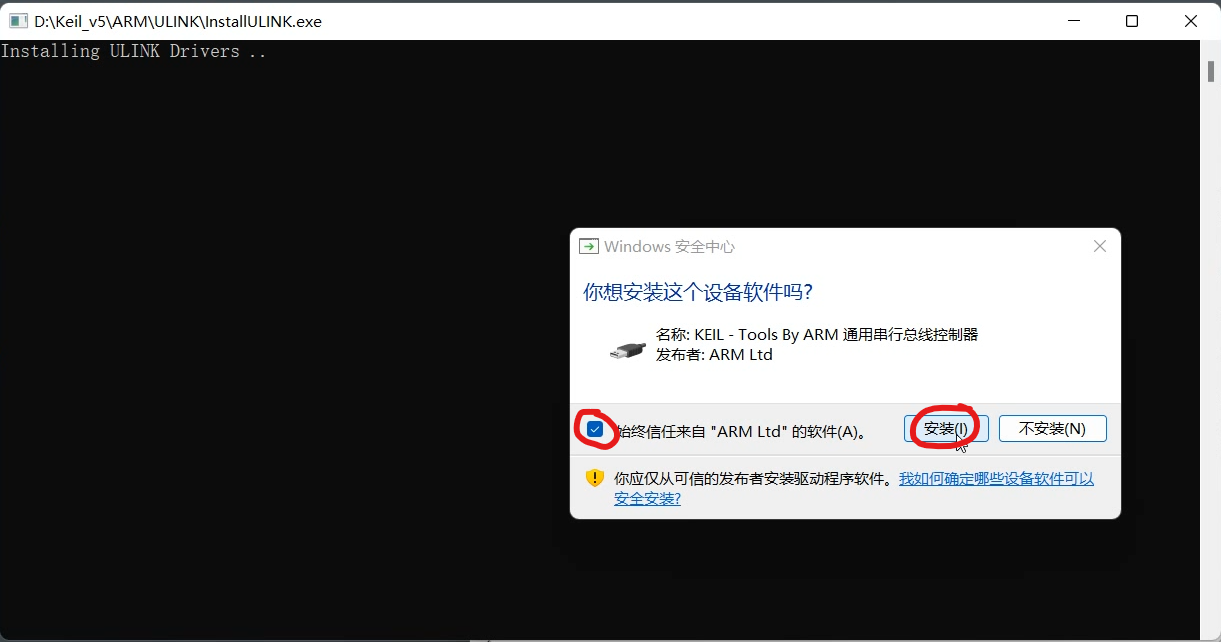 D:\Keil_v5\ARM\ULINK\InstallULINK.exe
Installing ULINK Drivers ..
Windows 安全中心
你想安装这个设备软件吗?
名称: KEIL - Tools By ARM 通用串行总线控制器
发布者: ARM Ltd
始终信任来自 "ARM Ltd" 的软件(A)。
安装(I)
不安装(N)
你应仅从可信的发布者安装驱动程序软件。我如何确定哪些设备软件可以
安全安装?